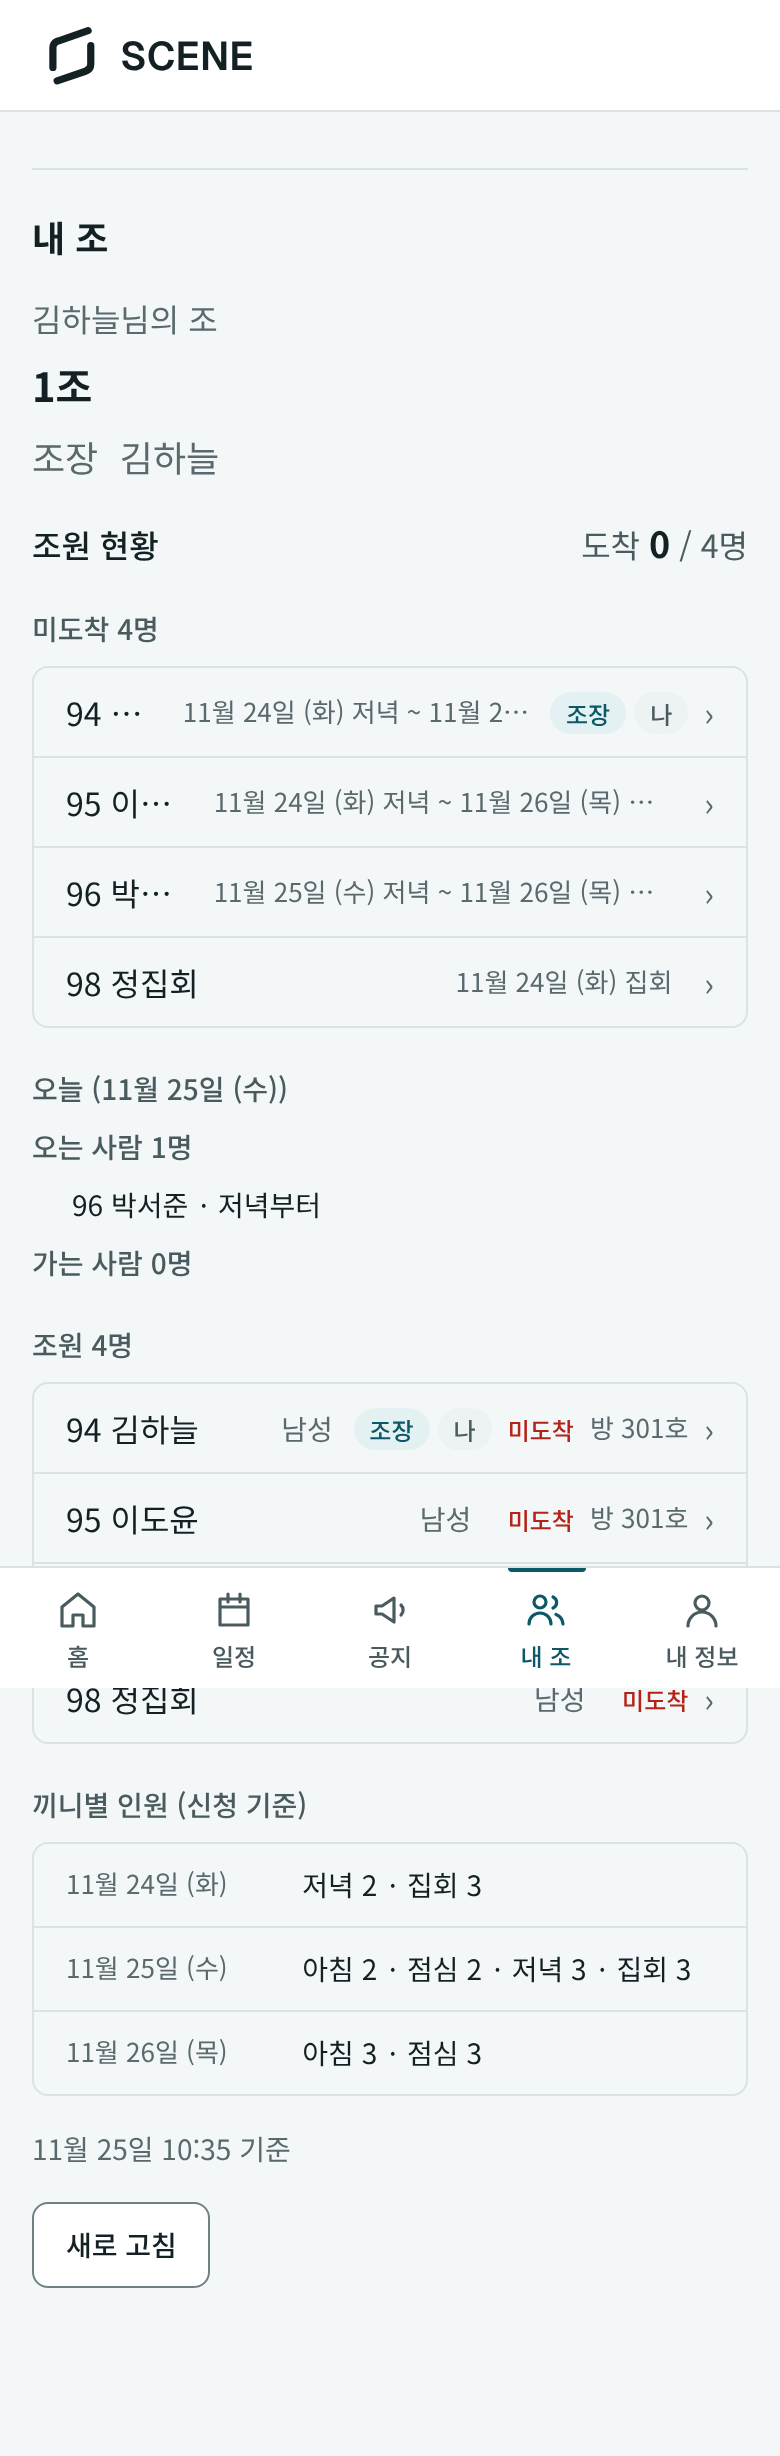 SCENE
내 조
김하늘님의 조
1조
조장 김하늘
조원 현황 도착 0 / 4명
미도착 4명
94 … 11월 24일 (화) 저녁 ~ 11월 2… 조장 나 ›
95 이… 11월 24일 (화) 저녁 ~ 11월 26일 (목) … ›
96 박… 11월 25일 (수) 저녁 ~ 11월 26일 (목) … ›
98 정집회 11월 24일 (화) 집회 ›
오늘 (11월 25일 (수))
오는 사람 1명
96 박서준 · 저녁부터
가는 사람 0명
조원 4명
94 김하늘 남성 조장 나 미도착 방 301호 ›
95 이도윤 남성 미도착 방 301호 ›
홈 일정 공지 내 조 내 정보
98 정집회 남성 미도착 ›
끼니별 인원 (신청 기준)
11월 24일 (화) 저녁 2 · 집회 3
11월 25일 (수) 아침 2 · 점심 2 · 저녁 3 · 집회 3
11월 26일 (목) 아침 3 · 점심 3
11월 25일 10:35 기준
새로 고침